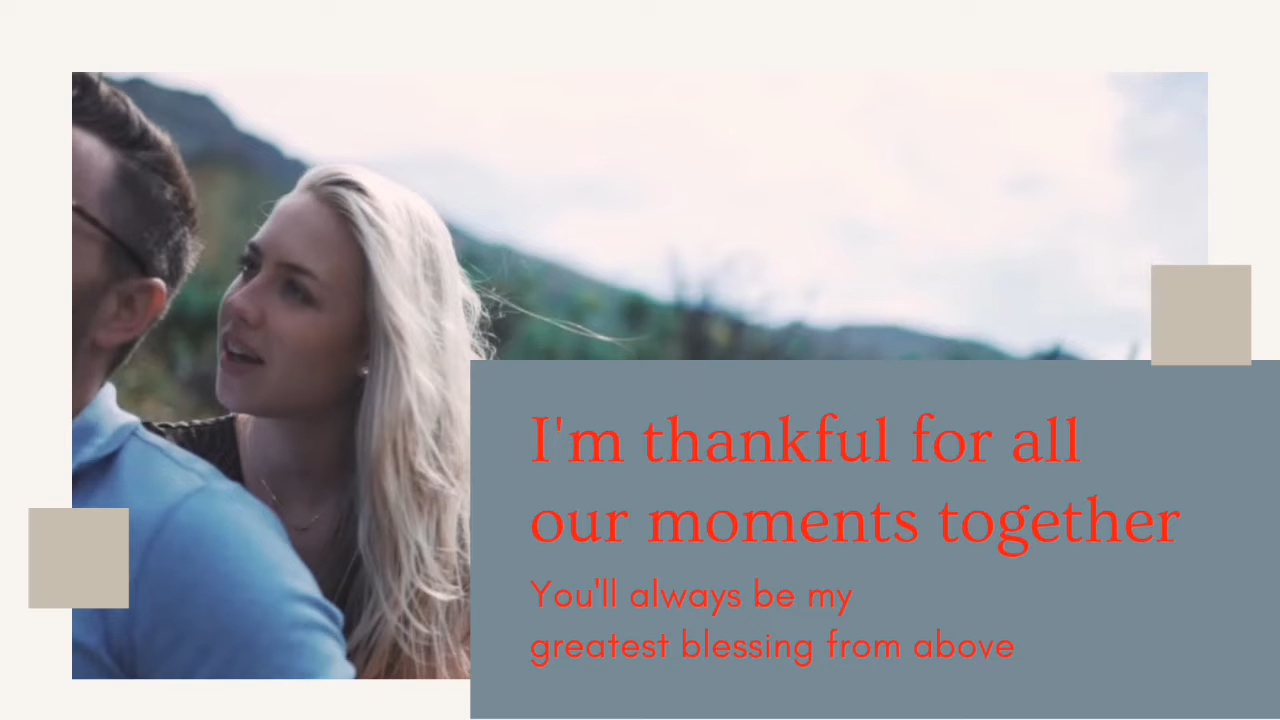 I'm thankful for all
our moments together
You'll always be my
greatest blessing from above